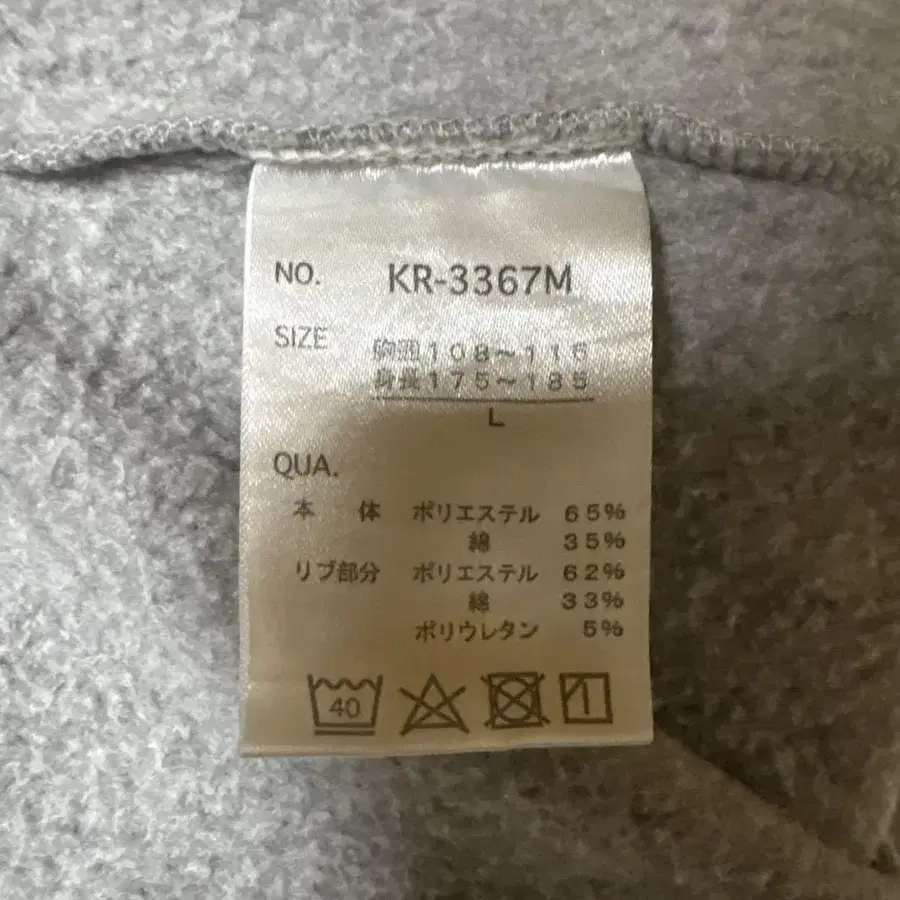 NO. KR-3367M
SIZE 胸囲108～116
身長175～185
L
QUA.
本 体 ポリエステル 65%
綿 35%
リブ部分 ポリエステル 62%
綿 33%
ポリウレタン 5%
40